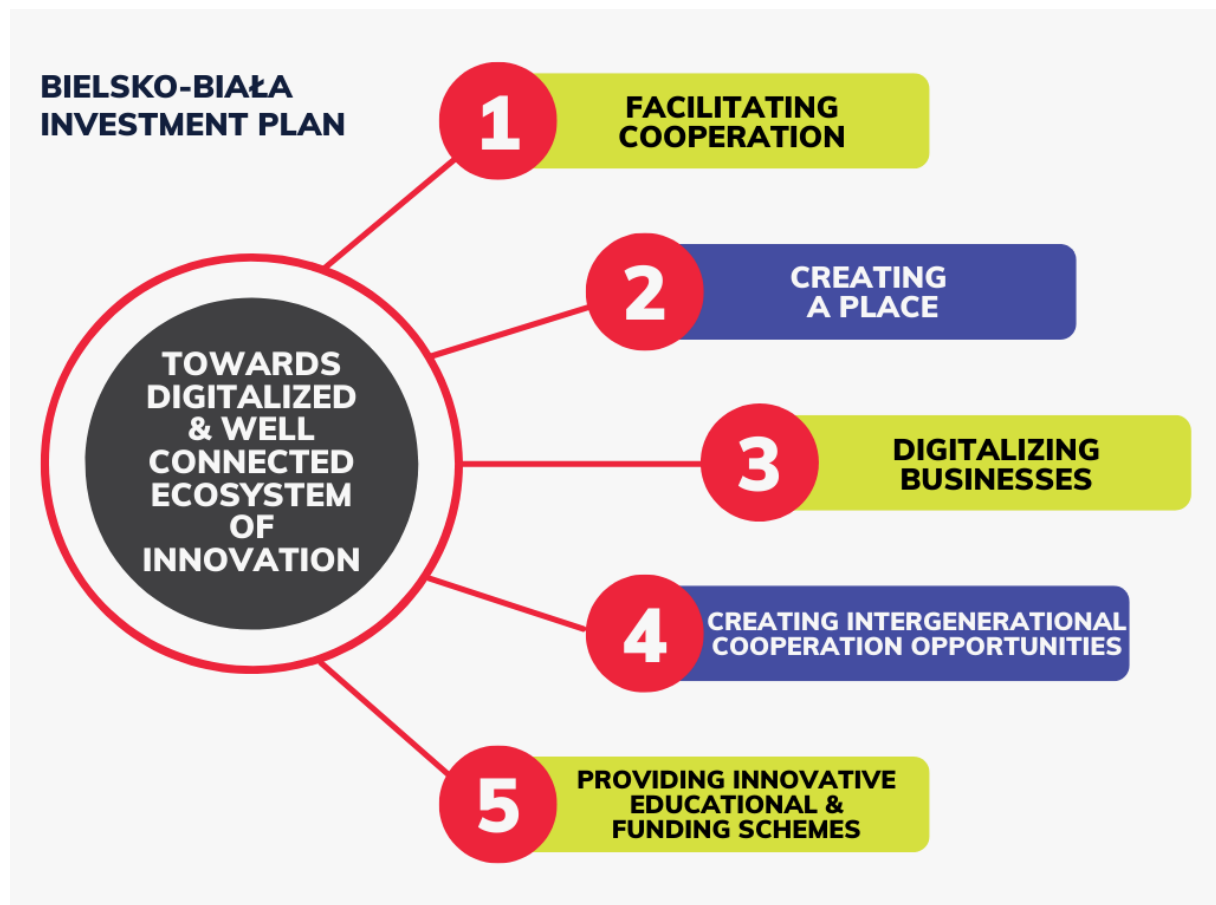 BIELSKO-BIAŁA
INVESTMENT PLAN
TOWARDS
DIGITALIZED
& WELL
CONNECTED
ECOSYSTEM
OF
INNOVATION
1
FACILITATING
COOPERATION
2
CREATING
A PLACE
3
DIGITALIZING
BUSINESSES
4
CREATING INTERGENERATIONAL
COOPERATION OPPORTUNITIES
5
PROVIDING INNOVATIVE
EDUCATIONAL &
FUNDING SCHEMES